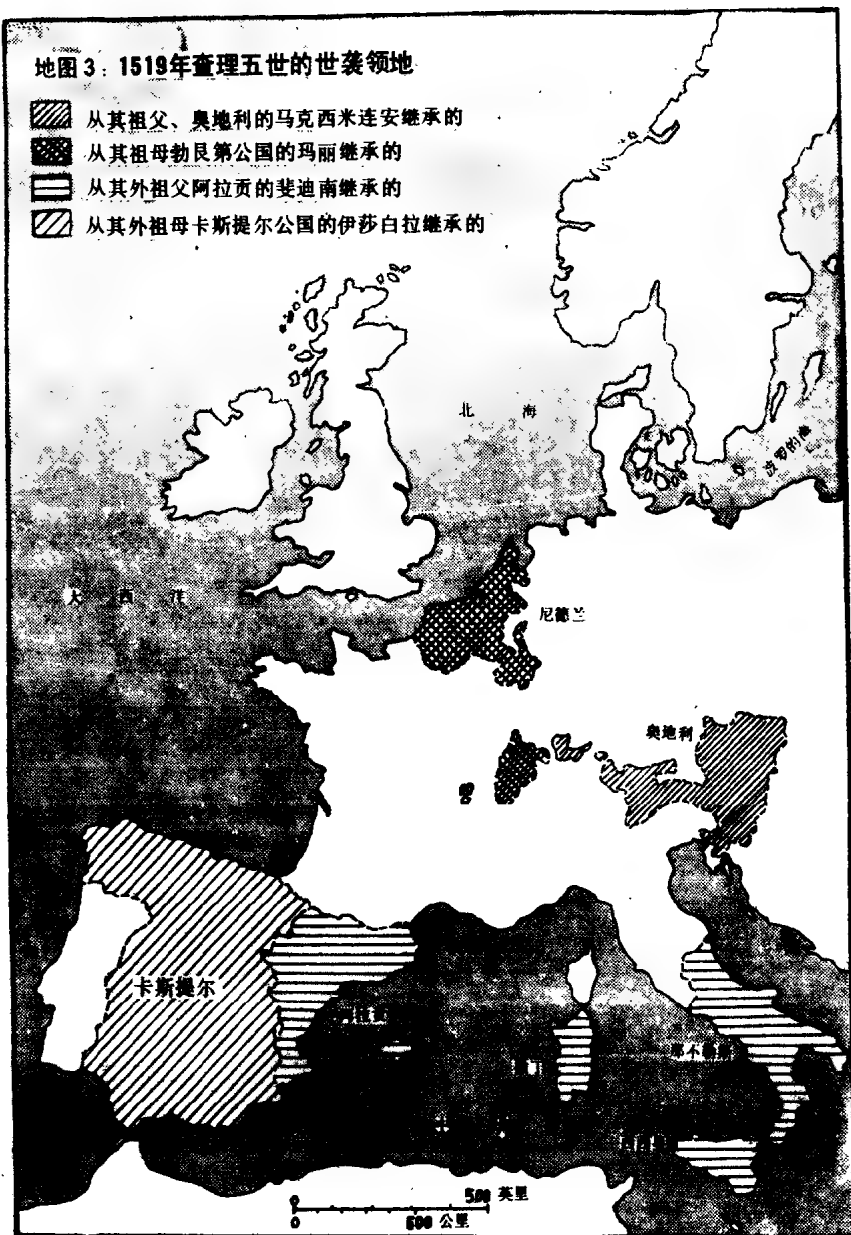 地图3：1519年查理五世的世袭领地
从其祖父、奥地利的马克西米连安继承的
从其祖母勃艮第公国的玛丽继承的
从其外祖父阿拉贡的斐迪南继承的
从其外祖母卡斯提尔公国的伊莎白拉继承的
北 海
波罗的海
大 西 洋
尼德兰
奥地利
卡斯提尔
那不勒斯
0 500 英里
0 500 公里